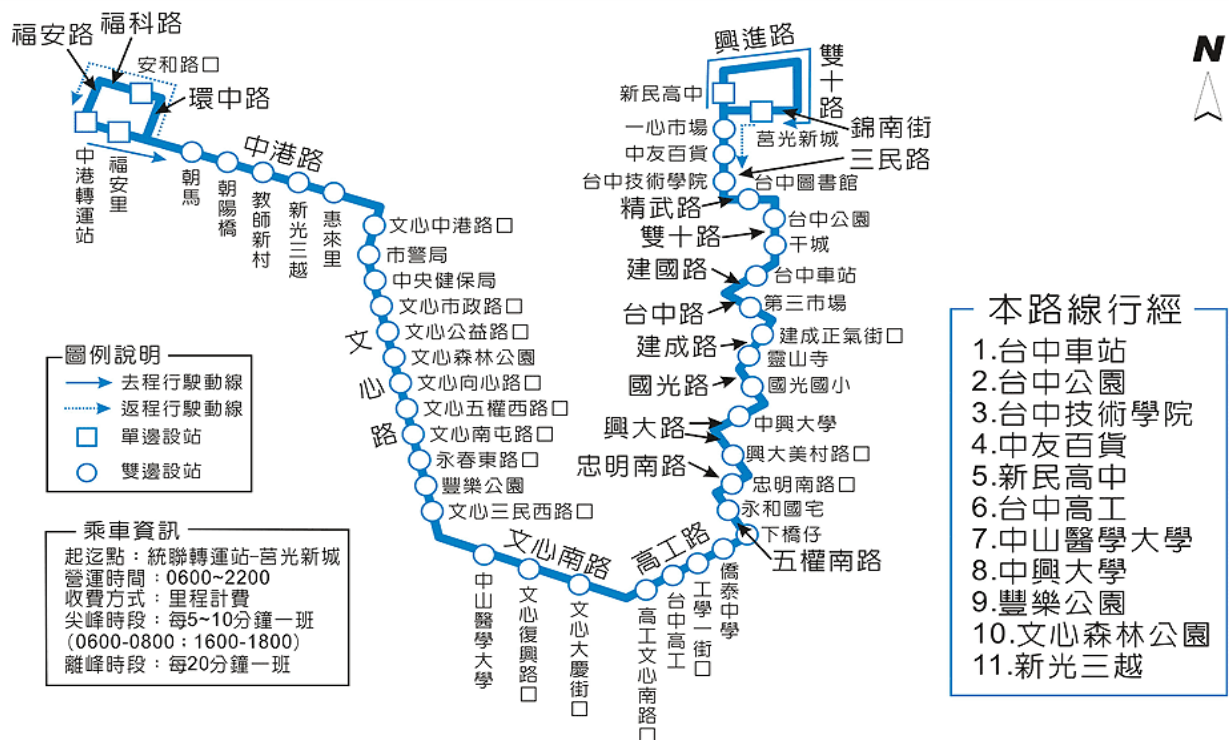 福安路
福科路
安和路口
環中路
中港轉運站
福安里
中港路
朝馬
朝陽橋
教師新村
新光三越
惠來里
文心中港路口
市警局
中央健保局
文心市政路口
文心公益路口
文心森林公園
文心向心路口
文心五權西路口
文心南屯路口
永春東路口
豐樂公園
文心三民西路口
文心路
文心南路
中山醫學大學
文心復興路口
文心大慶街口
高工路
高工文心南路口
台中高工
工學一街口
僑泰中學
下橋仔
五權南路
永和國宅
忠明南路口
忠明南路
興大美村路口
興大路
中興大學
國光國小
國光路
靈山寺
建成路
建成正氣街口
台中路
第三市場
建國路
台中車站
干城
雙十路
台中公園
精武路
台中圖書館
台中技術學院
三民路
中友百貨
一心市場
莒光新城
錦南街
新民高中
興進路
雙十路
N
圖例說明
去程行駛動線
返程行駛動線
單邊設站
雙邊設站
乘車資訊
起迄點：統聯轉運站-莒光新城
營運時間：0600~2200
收費方式：里程計費
尖峰時段：每5~10分鐘一班
(0600-0800；1600-1800)
離峰時段：每20分鐘一班
本路線行經
1.台中車站
2.台中公園
3.台中技術學院
4.中友百貨
5.新民高中
6.台中高工
7.中山醫學大學
8.中興大學
9.豐樂公園
10.文心森林公園
11.新光三越